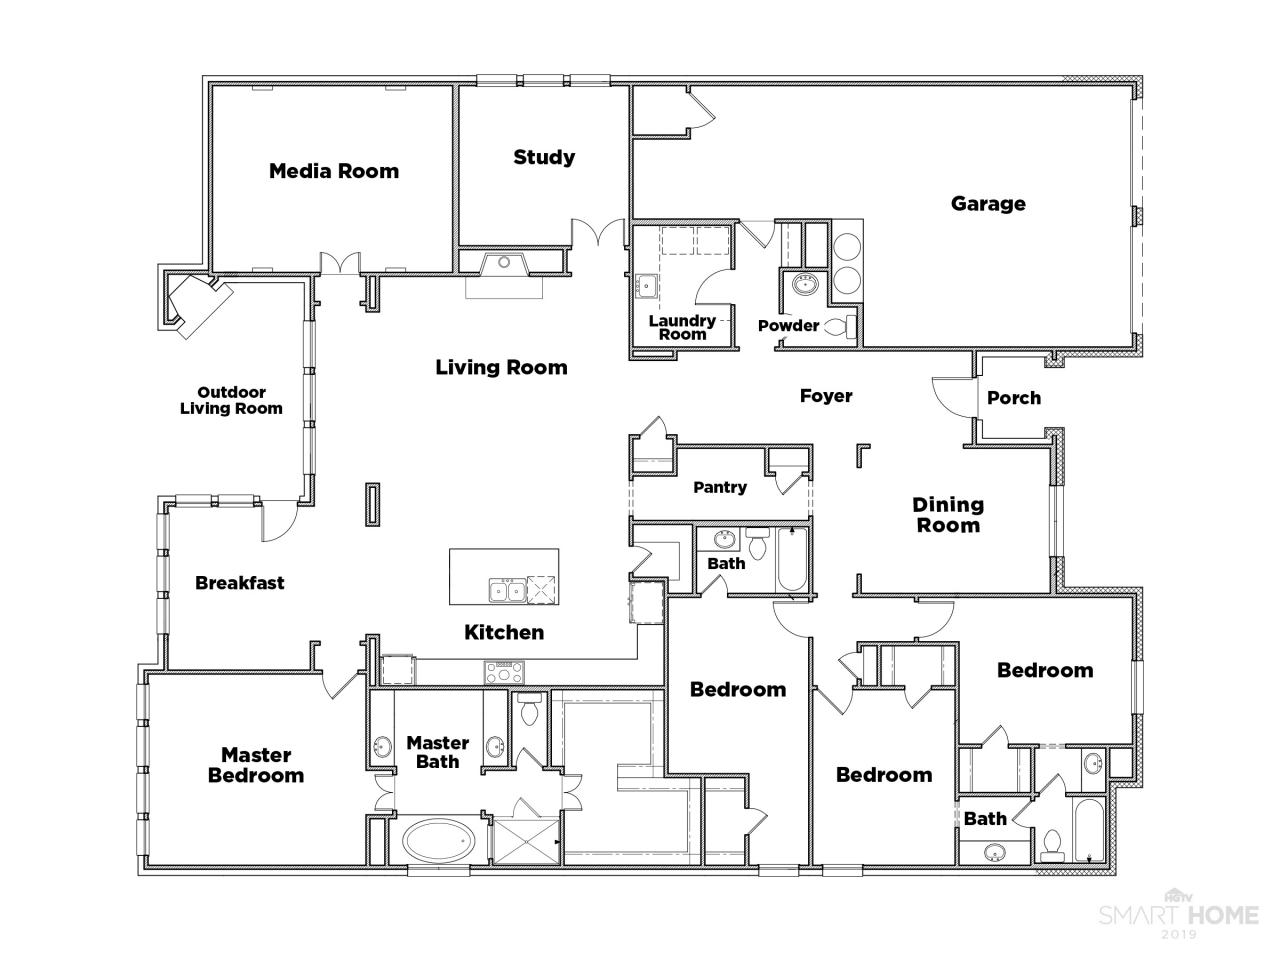 Study
Media Room
Garage
Laundry
Room
Powder
Living Room
Outdoor
Living Room
Foyer
Porch
Pantry
Dining
Room
Bath
Breakfast
Kitchen
Bedroom
Bedroom
Master
Bedroom
Master
Bath
Bedroom
Bath
HGTV
SMART HOME
2019